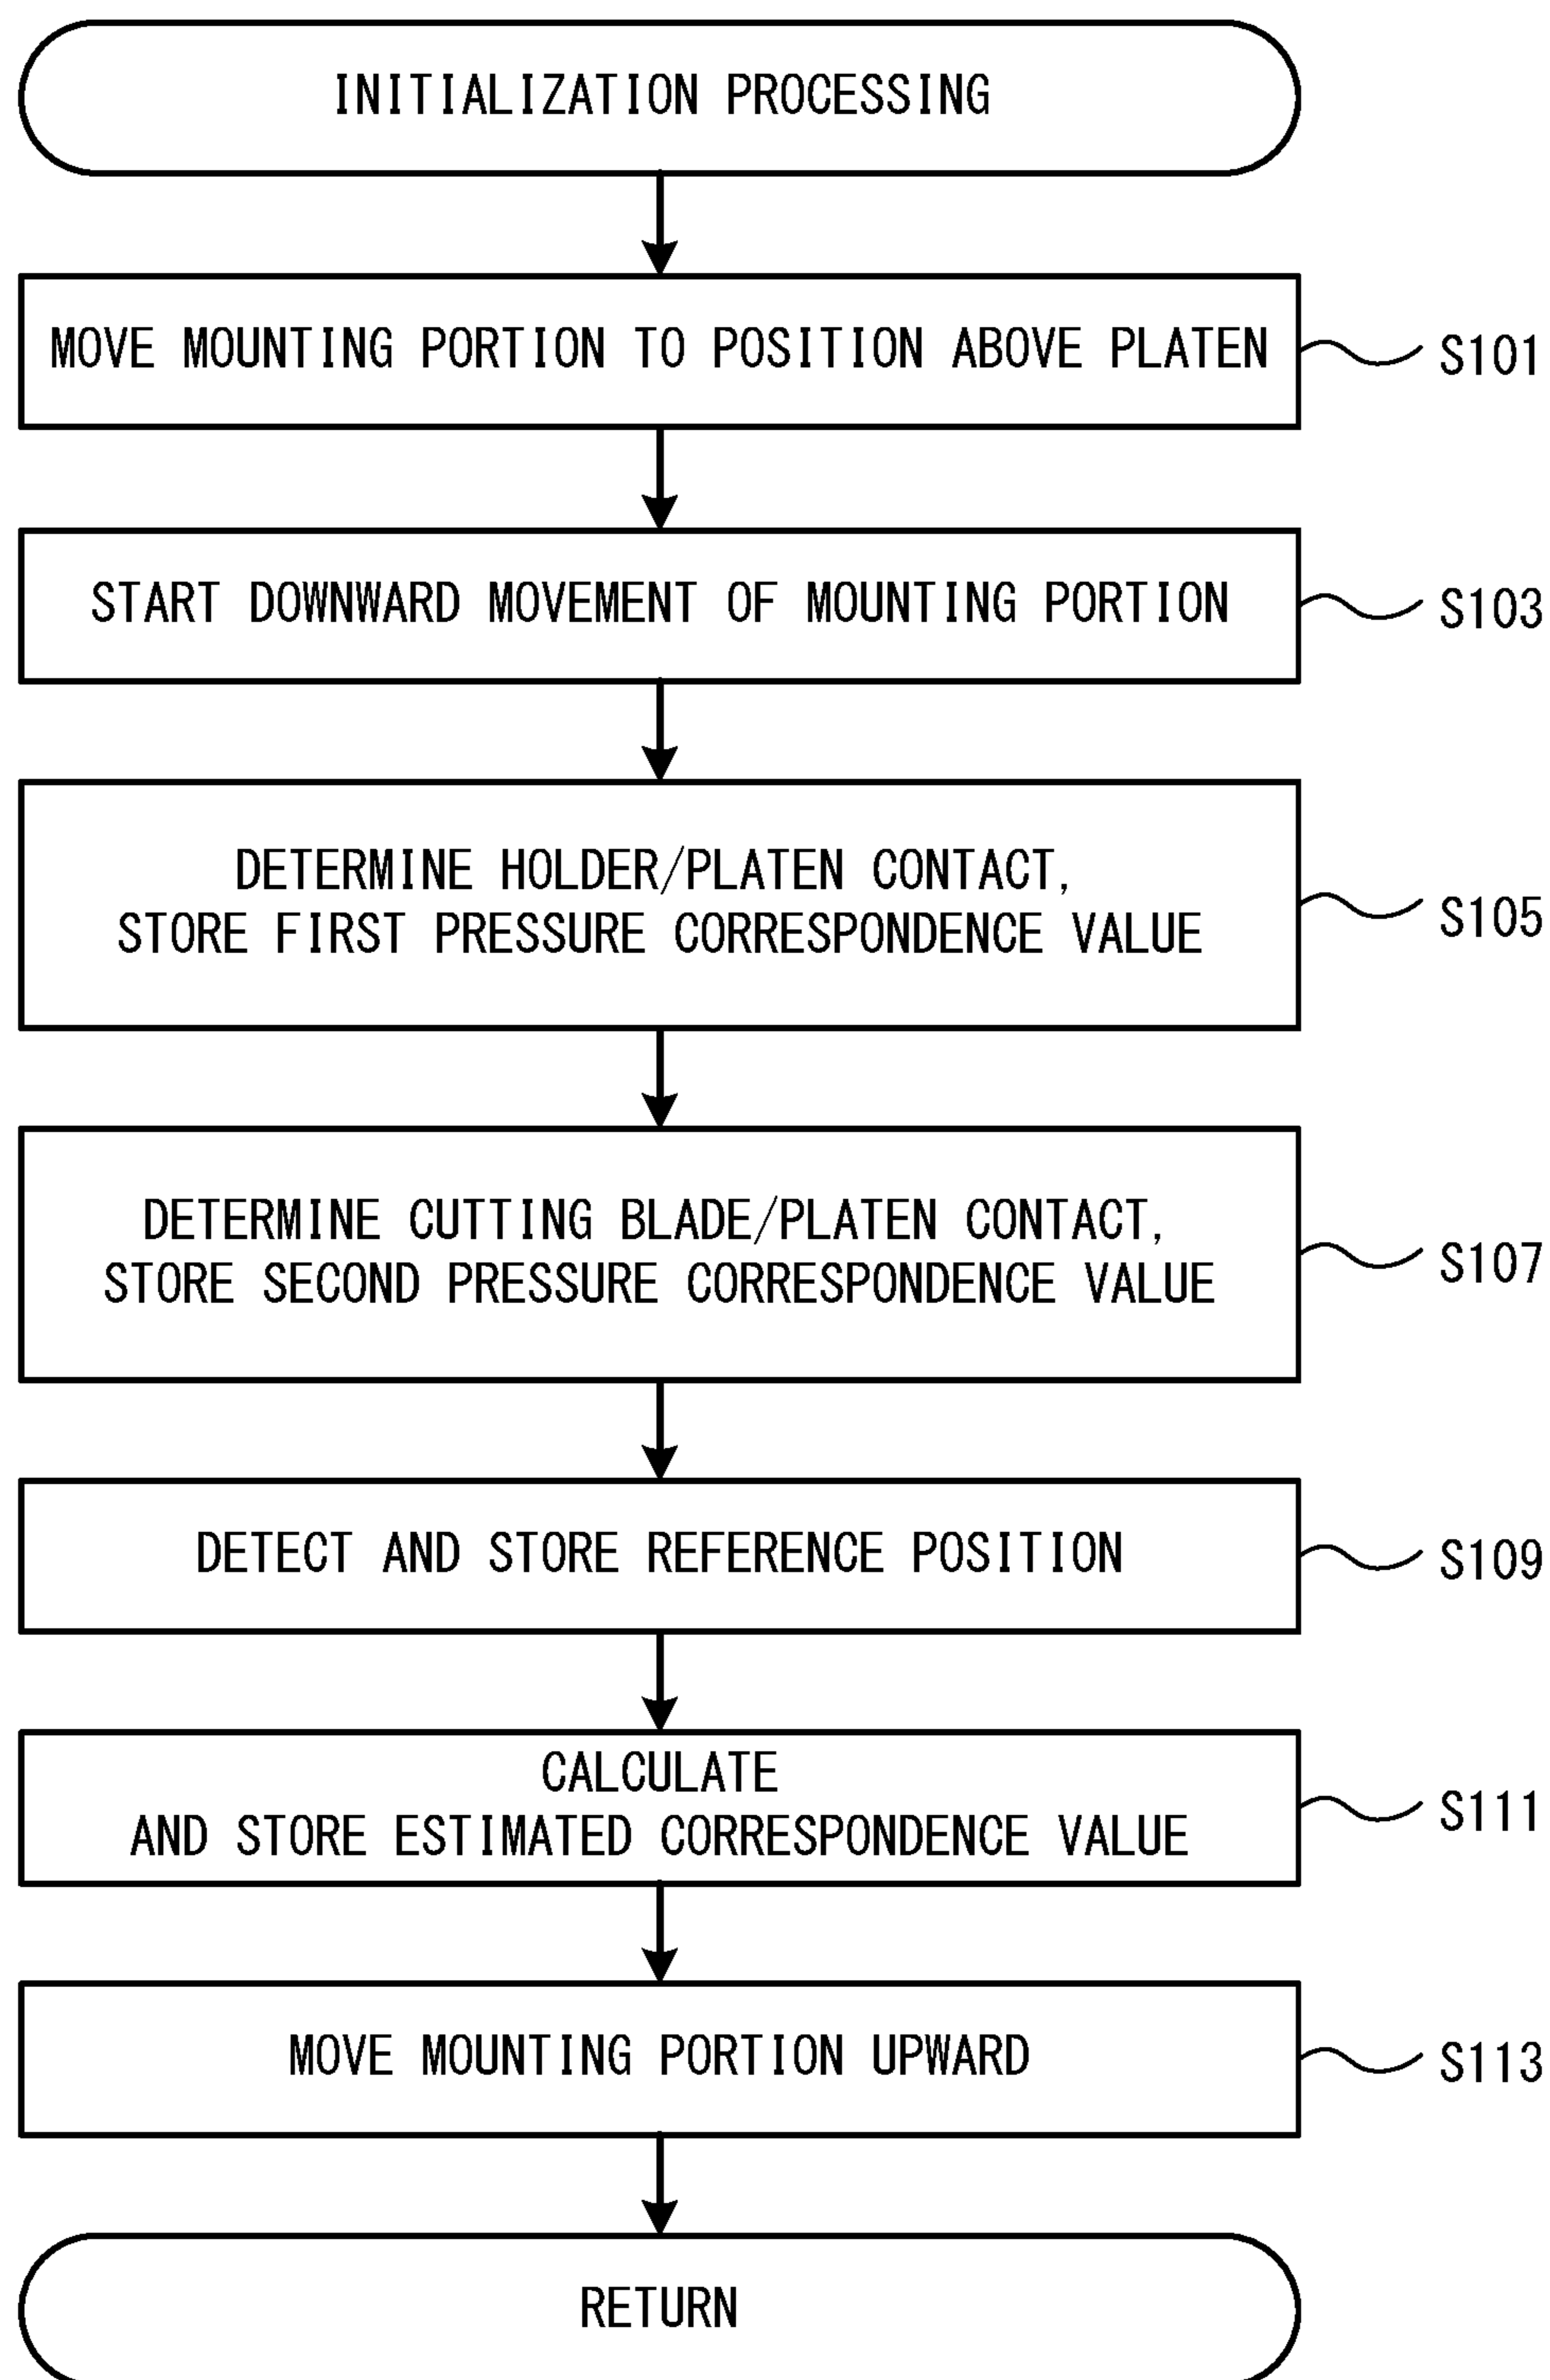 INITIALIZATION PROCESSING
MOVE MOUNTING PORTION TO POSITION ABOVE PLATEN
S101
START DOWNWARD MOVEMENT OF MOUNTING PORTION
S103
DETERMINE HOLDER/PLATEN CONTACT,
STORE FIRST PRESSURE CORRESPONDENCE VALUE
S105
DETERMINE CUTTING BLADE/PLATEN CONTACT,
STORE SECOND PRESSURE CORRESPONDENCE VALUE
S107
DETECT AND STORE REFERENCE POSITION
S109
CALCULATE
AND STORE ESTIMATED CORRESPONDENCE VALUE
S111
MOVE MOUNTING PORTION UPWARD
S113
RETURN